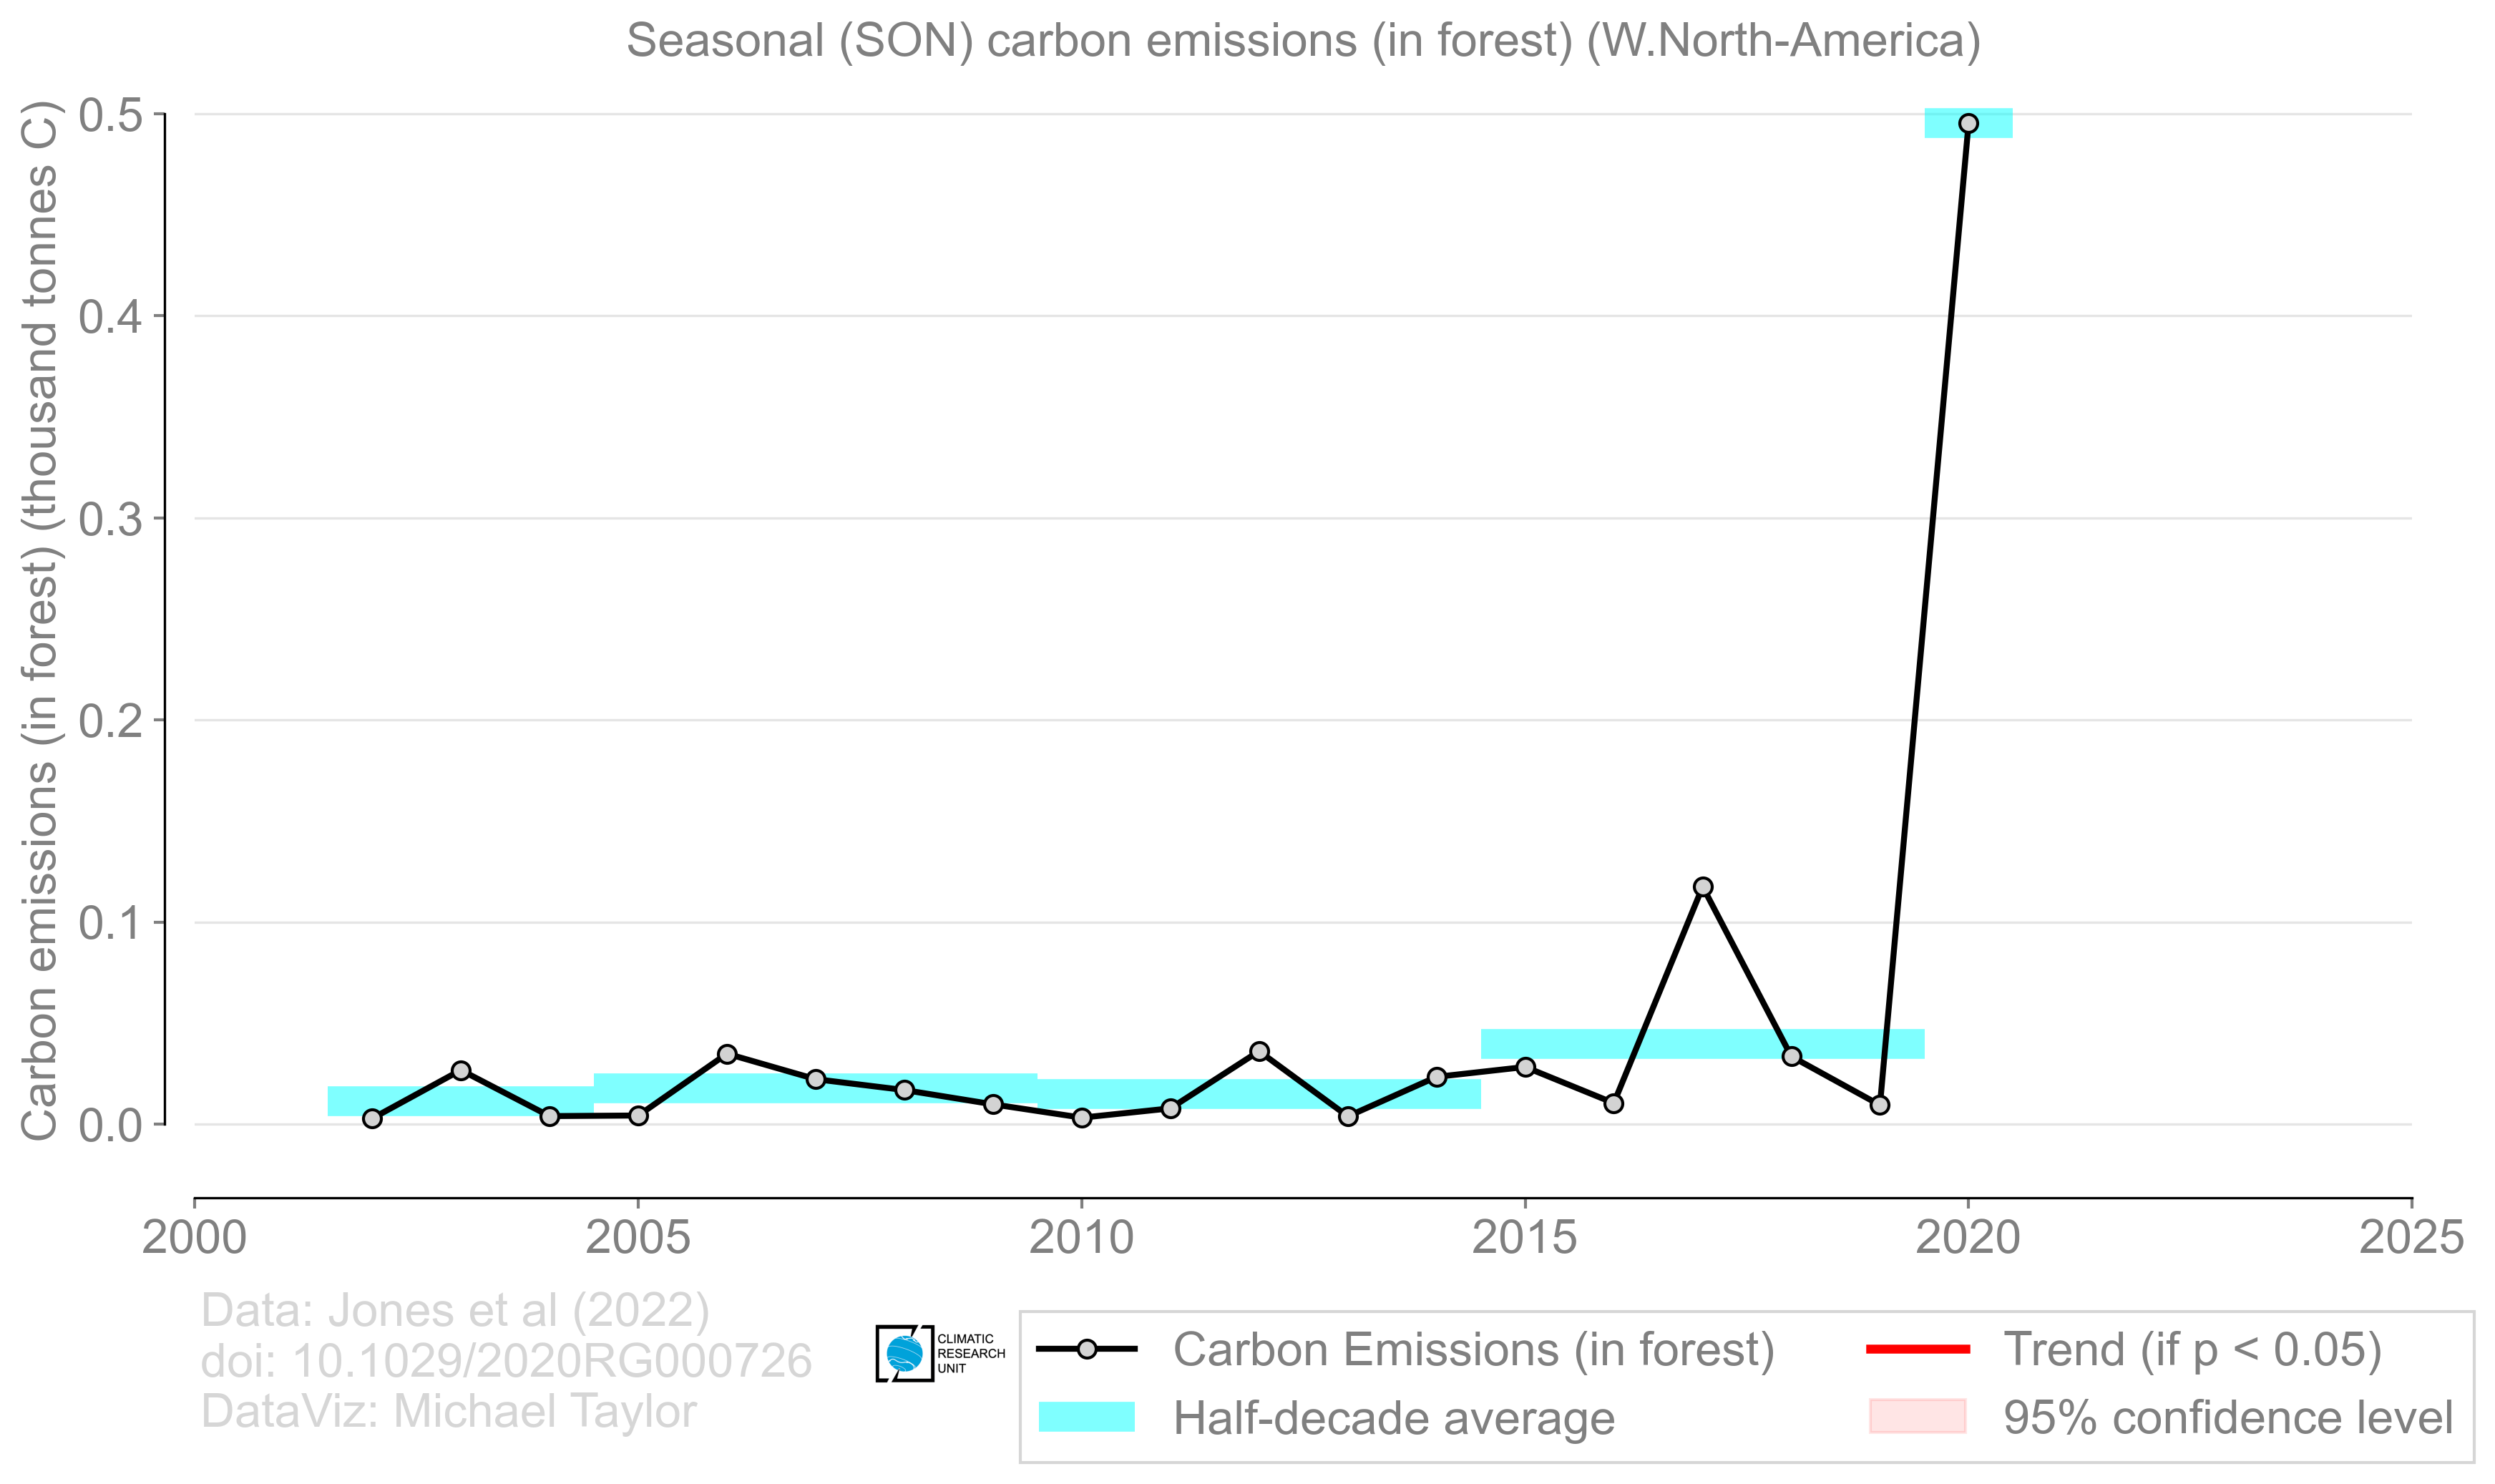 Seasonal (SON) carbon emissions (in forest) (W.North-America)
Carbon emissions (in forest) (thousand tonnes C)
0.5
0.4
0.3
0.2
0.1
0.0
2000 2005 2010 2015 2020 2025
Data: Jones et al (2022)
doi: 10.1029/2020RG000726
DataViz: Michael Taylor
CLIMATIC
RESEARCH
UNIT
Carbon Emissions (in forest)
Half-decade average
Trend (if p < 0.05)
95% confidence level